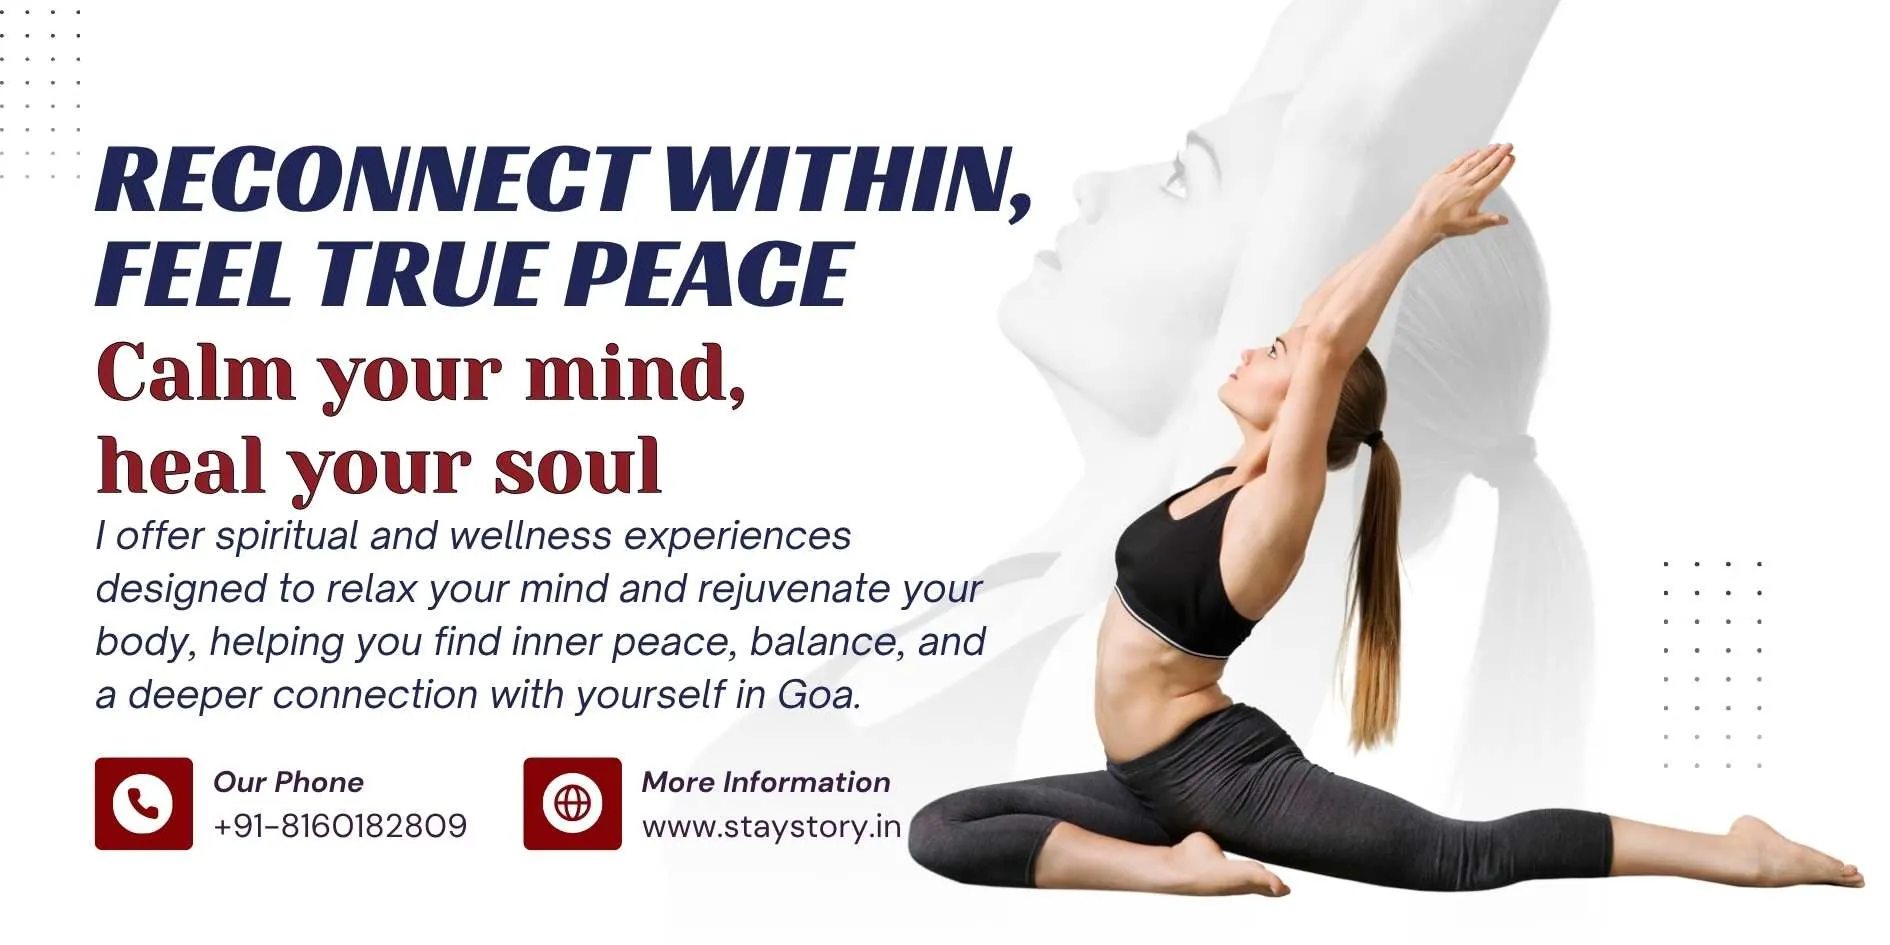 RECONNECT WITHIN,
FEEL TRUE PEACE
Calm your mind,
heal your soul
I offer spiritual and wellness experiences
designed to relax your mind and rejuvenate your
body, helping you find inner peace, balance, and
a deeper connection with yourself in Goa.
Our Phone
+91-8160182809
More Information
www.staystory.in